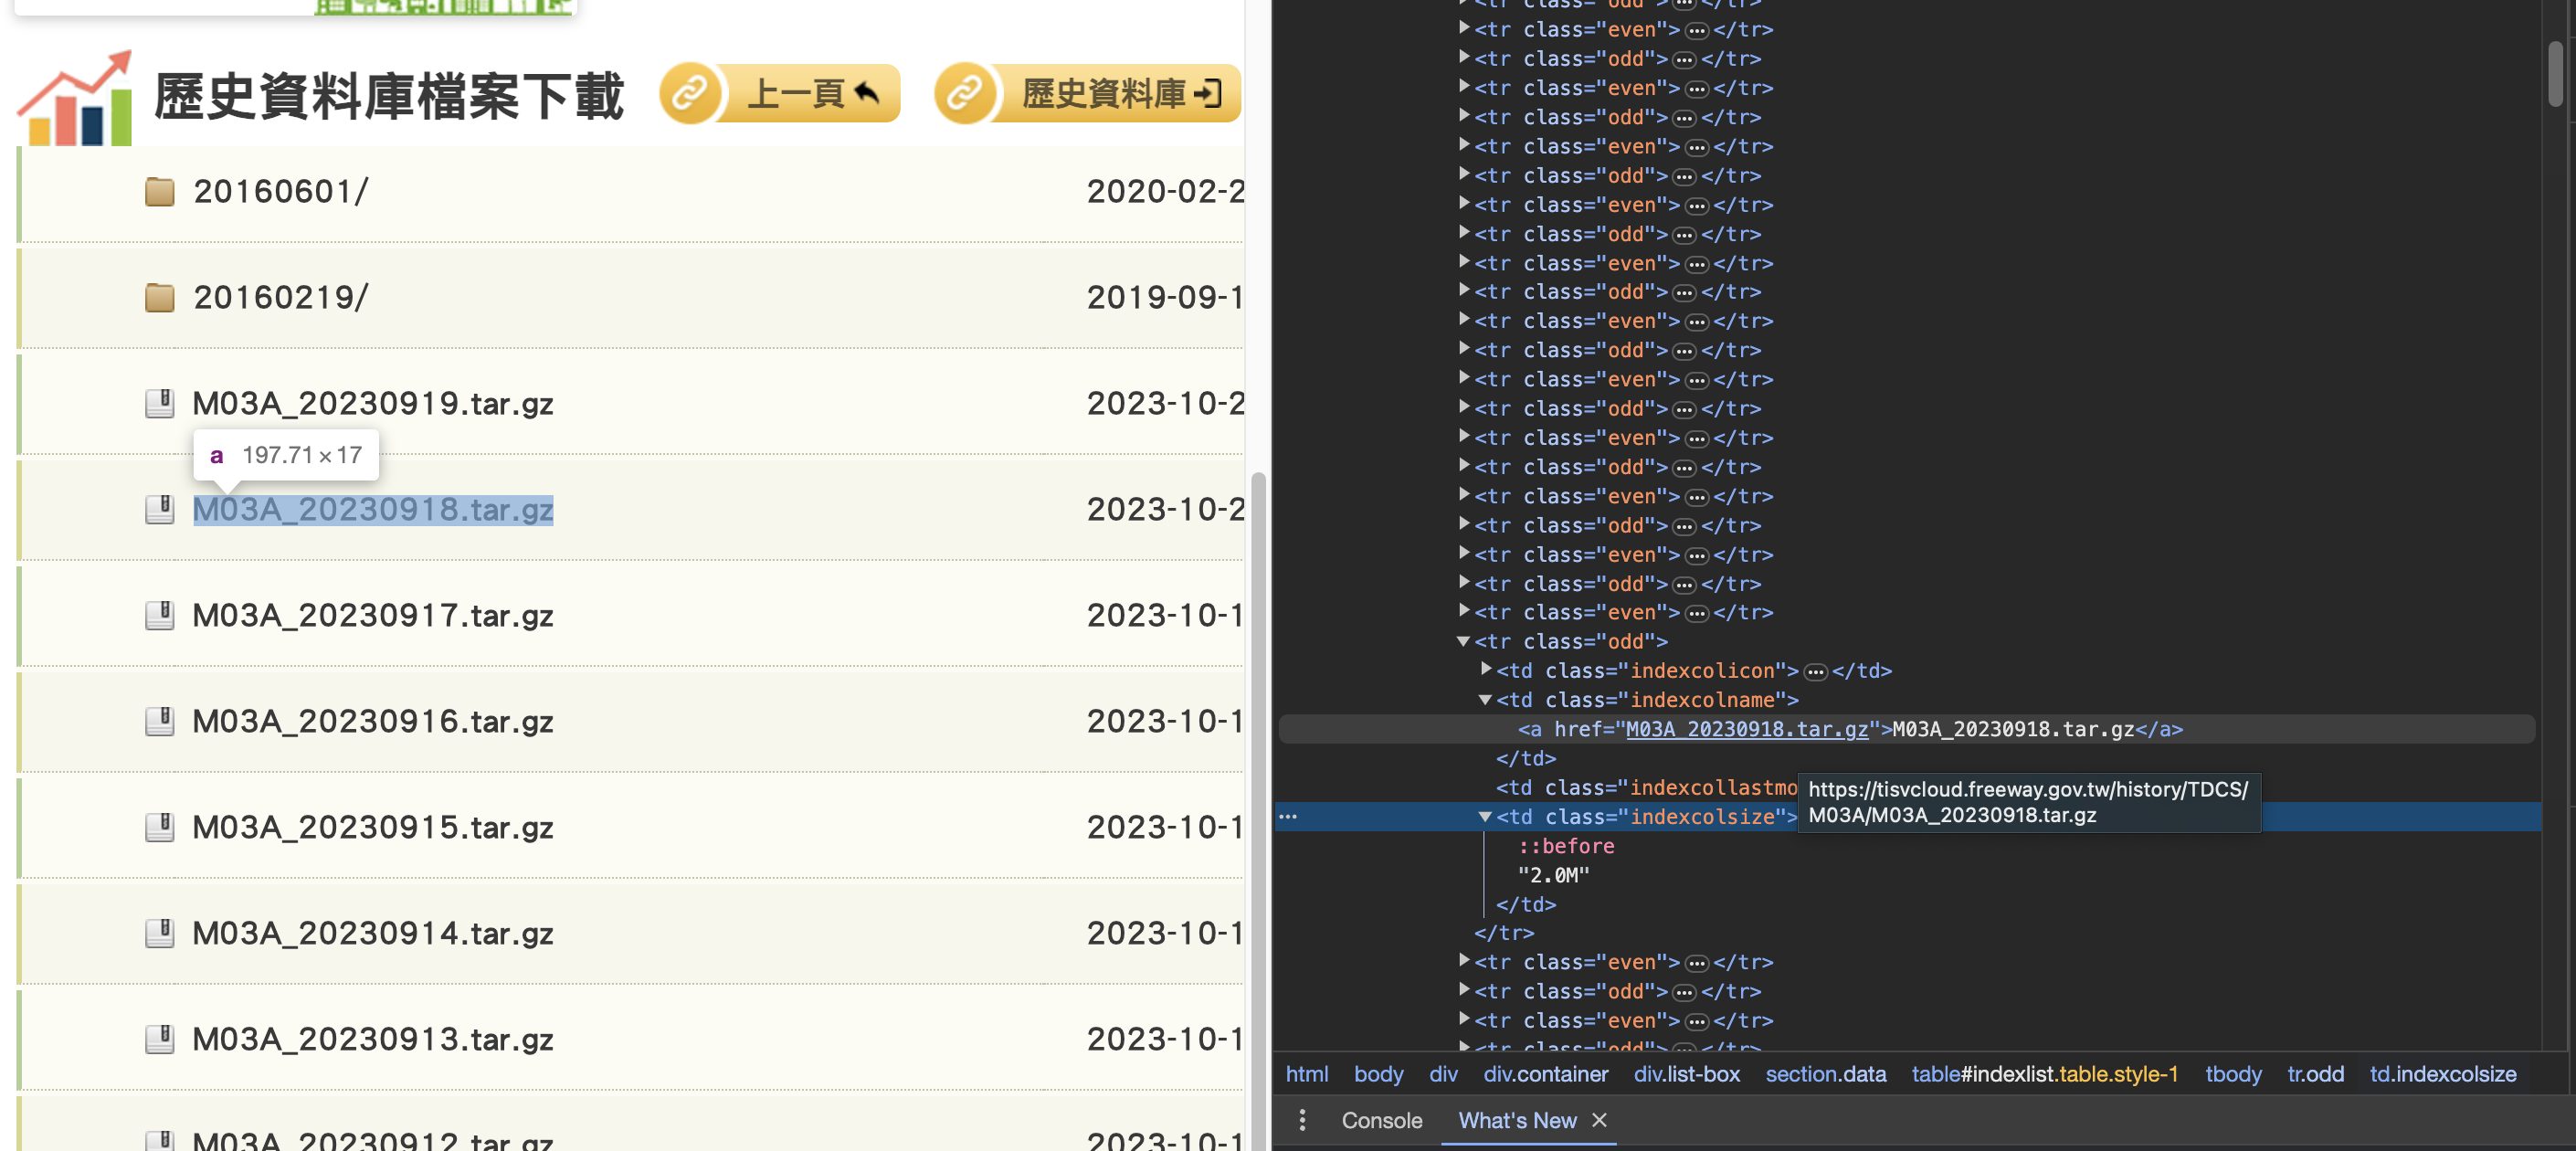 歷史資料庫檔案下載 上一頁 歷史資料庫
20160601/ 2020-02-2
20160219/ 2019-09-1
M03A_20230919.tar.gz 2023-10-2
a 197.71×17
M03A_20230918.tar.gz 2023-10-2
M03A_20230917.tar.gz 2023-10-1
M03A_20230916.tar.gz 2023-10-1
M03A_20230915.tar.gz 2023-10-1
M03A_20230914.tar.gz 2023-10-1
M03A_20230913.tar.gz 2023-10-1
M03A_20230912.tar.gz 2023-10-1
<tr class="odd">…</tr>
<tr class="even">…</tr>
<tr class="odd">…</tr>
<tr class="even">…</tr>
<tr class="odd">…</tr>
<tr class="even">…</tr>
<tr class="odd">…</tr>
<tr class="even">…</tr>
<tr class="odd">…</tr>
<tr class="even">…</tr>
<tr class="odd">…</tr>
<tr class="even">…</tr>
<tr class="odd">…</tr>
<tr class="even">…</tr>
<tr class="odd">…</tr>
<tr class="even">…</tr>
<tr class="odd">…</tr>
<tr class="even">…</tr>
<tr class="odd">…</tr>
<tr class="even">…</tr>
<tr class="odd">…</tr>
<tr class="even">…</tr>
<tr class="odd">
<td class="indexcolicon">…</td>
<td class="indexcolname">
<a href="M03A_20230918.tar.gz">M03A_20230918.tar.gz</a>
</td>
<td class="indexcollastmo
https://tisvcloud.freeway.gov.tw/history/TDCS/
M03A/M03A_20230918.tar.gz
<td class="indexcolsize">
::before
"2.0M"
</td>
</tr>
<tr class="even">…</tr>
<tr class="odd">…</tr>
<tr class="even">…</tr>
<tr class="odd">…</tr>
html body div div.container div.list-box section.data table#indexlist.table.style-1 tbody tr.odd td.indexcolsize
Console What's New